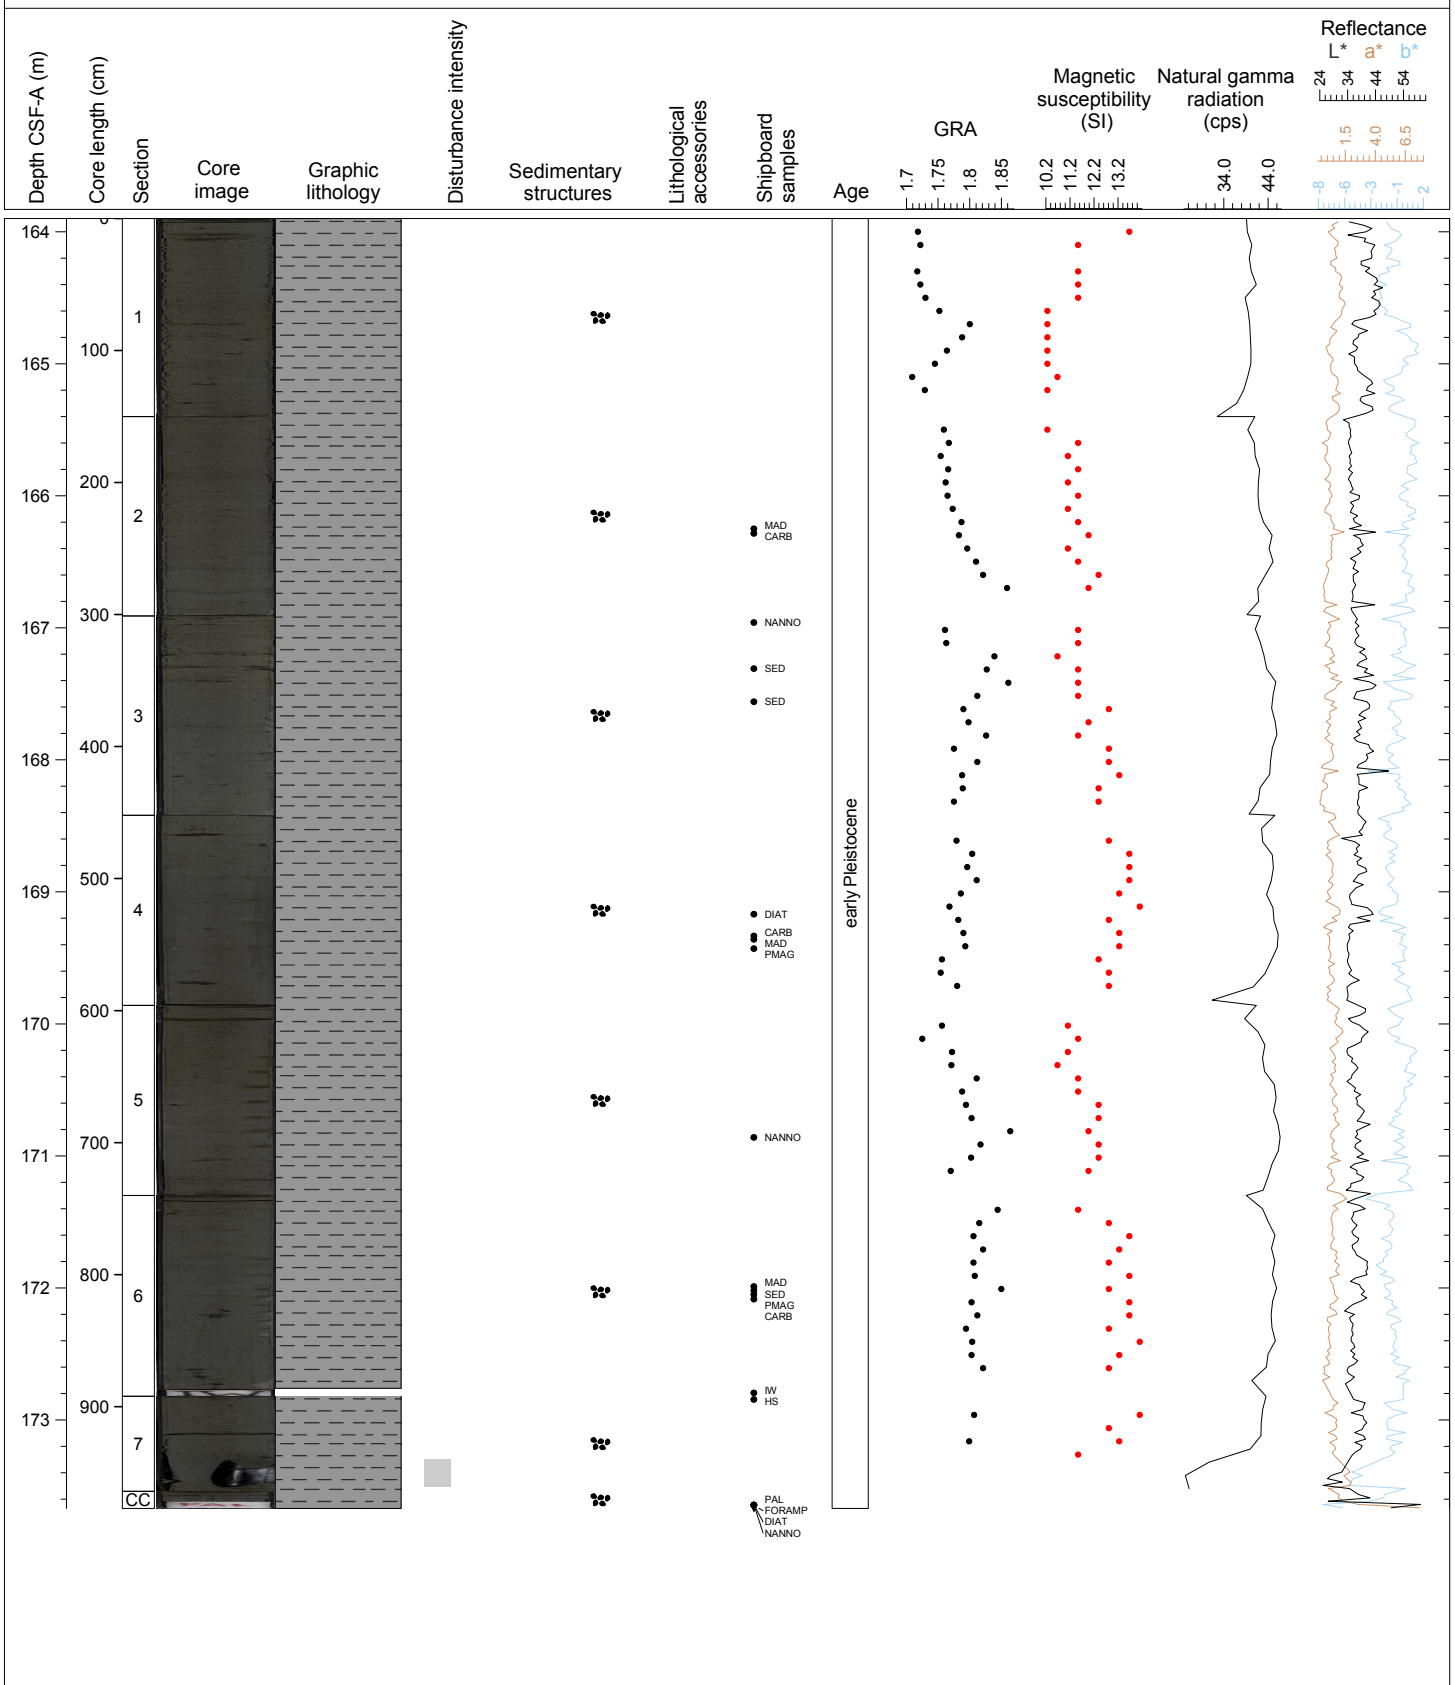 Depth CSF-A (m)
Core length (cm)
Section
Core
image
Graphic
lithology
Disturbance intensity
Sedimentary
structures
Lithological
accessories
Shipboard
samples
Age
GRA
1.7
1.75
1.8
1.85
Magnetic
susceptibility
(SI)
10.2
11.2
12.2
13.2
Natural gamma
radiation
(cps)
34.0
44.0
Reflectance
L* a* b*
24
34
44
54
1.5
4.0
6.5
-8
-6
-3
-1
2
0
164
1
100
165
200
166
2
MAD
CARB
300
167
NANNO
SED
SED
3
400
168
early Pleistocene
500
169
4
DIAT
CARB
MAD
PMAG
600
170
5
700
NANNO
171
800
172
6
MAD
SED
PMAG
CARB
IW
HS
900
173
7
CC
PAL
FORAMP
DIAT
NANNO